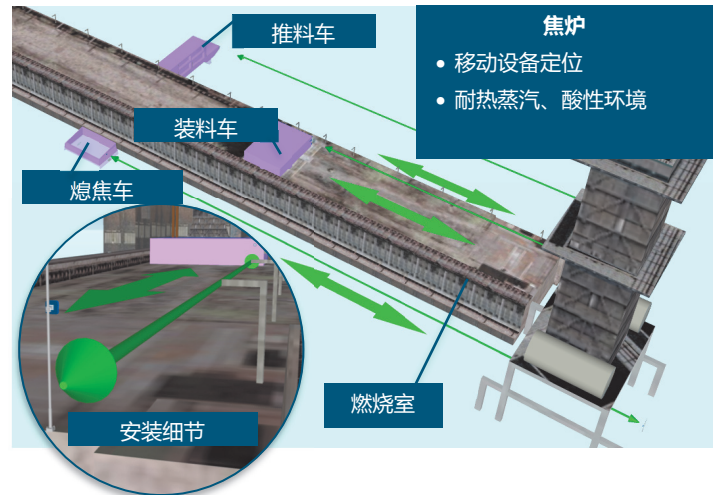 推料车
焦炉
• 移动设备定位
• 耐热蒸汽、酸性环境
装料车
熄焦车
燃烧室
安装细节